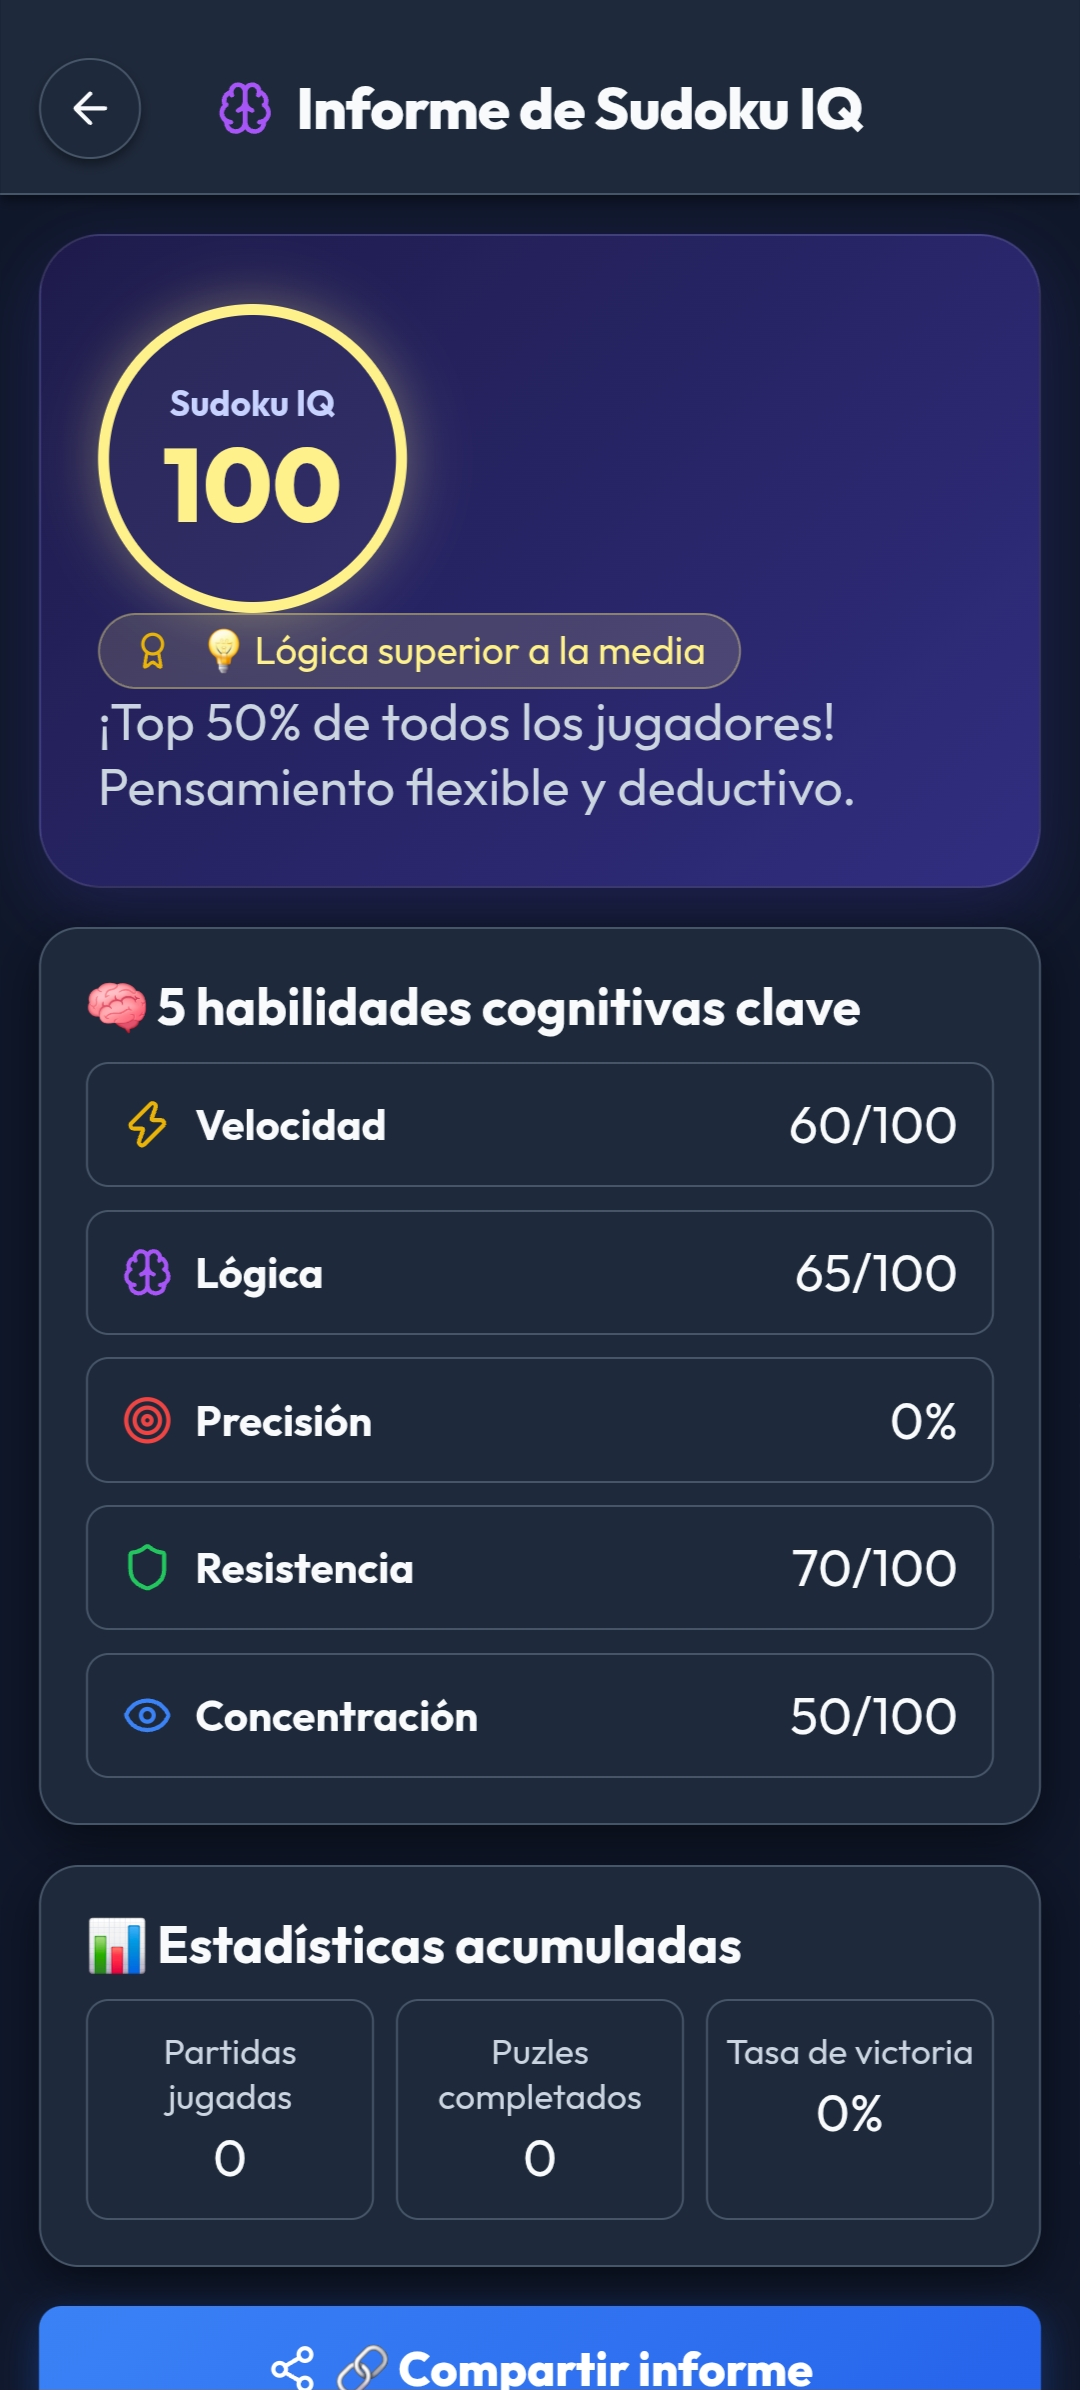 Informe de Sudoku IQ
Sudoku IQ
100
💡 Lógica superior a la media
¡Top 50% de todos los jugadores!
Pensamiento flexible y deductivo.
🧠 5 habilidades cognitivas clave
Velocidad 60/100
Lógica 65/100
Precisión 0%
Resistencia 70/100
Concentración 50/100
📊 Estadísticas acumuladas
Partidas
jugadas
0
Puzles
completados
0
Tasa de victoria
0%
🔗 Compartir informe